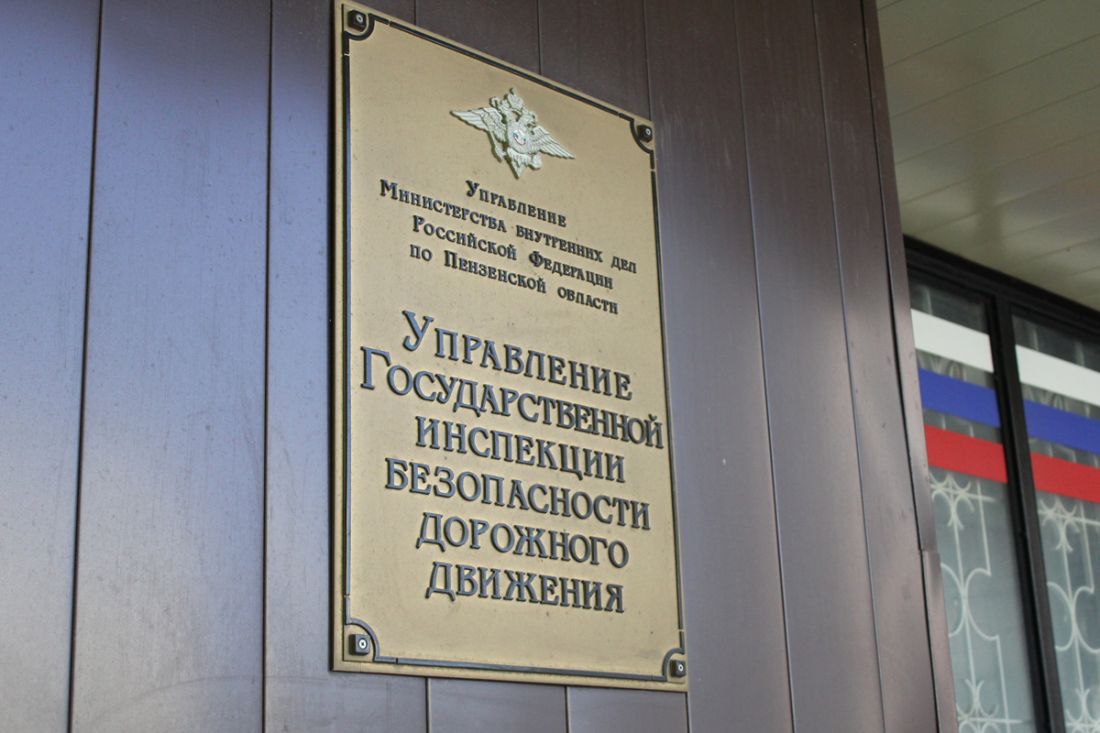 Управление
Министерства внутренних дел
Российской Федерации
по Пензенской области
Управление
Государственной
инспекции
безопасности
дорожного
движения